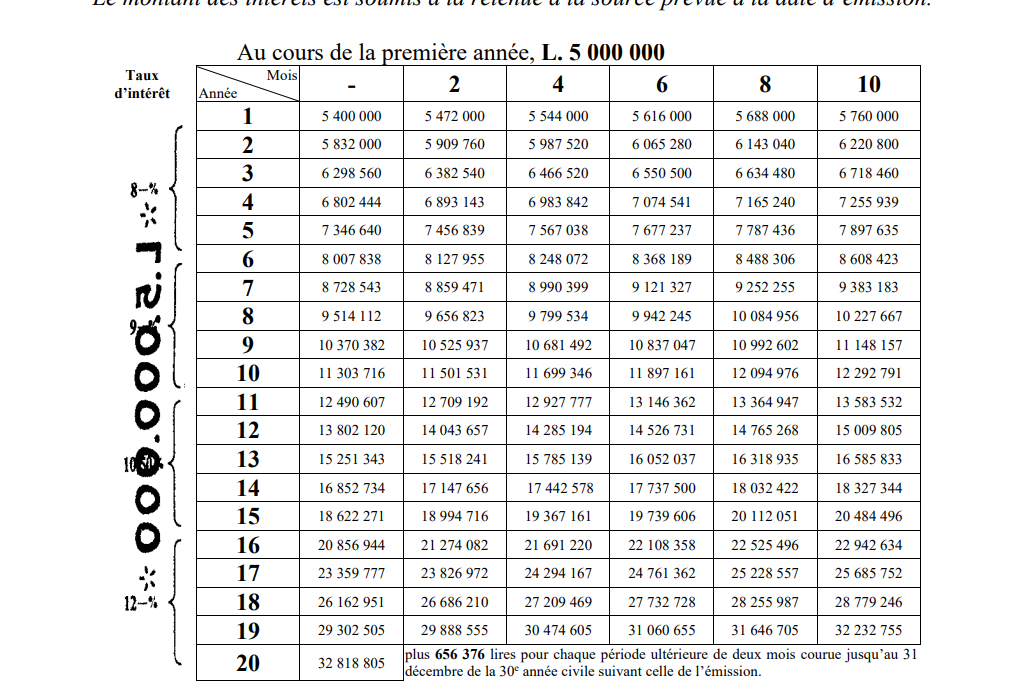 Le montant des intérêts est soumis à la retenue à la source prévue à la date d'émission.
Au cours de la première année, L. 5 000 000
Taux d'intérêt
Mois
Année
- 2 4 6 8 10
1 5 400 000 5 472 000 5 544 000 5 616 000 5 688 000 5 760 000
2 5 832 000 5 909 760 5 987 520 6 065 280 6 143 040 6 220 800
3 6 298 560 6 382 540 6 466 520 6 550 500 6 634 480 6 718 460
4 6 802 444 6 893 143 6 983 842 7 074 541 7 165 240 7 255 939
5 7 346 640 7 456 839 7 567 038 7 677 237 7 787 436 7 897 635
6 8 007 838 8 127 955 8 248 072 8 368 189 8 488 306 8 608 423
7 8 728 543 8 859 471 8 990 399 9 121 327 9 252 255 9 383 183
8 9 514 112 9 656 823 9 799 534 9 942 245 10 084 956 10 227 667
9 10 370 382 10 525 937 10 681 492 10 837 047 10 992 602 11 148 157
10 11 303 716 11 501 531 11 699 346 11 897 161 12 094 976 12 292 791
11 12 490 607 12 709 192 12 927 777 13 146 362 13 364 947 13 583 532
12 13 802 120 14 043 657 14 285 194 14 526 731 14 765 268 15 009 805
13 15 251 343 15 518 241 15 785 139 16 052 037 16 318 935 16 585 833
14 16 852 734 17 147 656 17 442 578 17 737 500 18 032 422 18 327 344
15 18 622 271 18 994 716 19 367 161 19 739 606 20 112 051 20 484 496
16 20 856 944 21 274 082 21 691 220 22 108 358 22 525 496 22 942 634
17 23 359 777 23 826 972 24 294 167 24 761 362 25 228 557 25 685 752
18 26 162 951 26 686 210 27 209 469 27 732 728 28 255 987 28 779 246
19 29 302 505 29 888 555 30 474 605 31 060 655 31 646 705 32 232 755
20 32 818 805 plus 656 376 lires pour chaque période ultérieure de deux mois courue jusqu'au 31
décembre de la 30e année civile suivant celle de l'émission.
8-%
12-%
* L.5.000.000 *